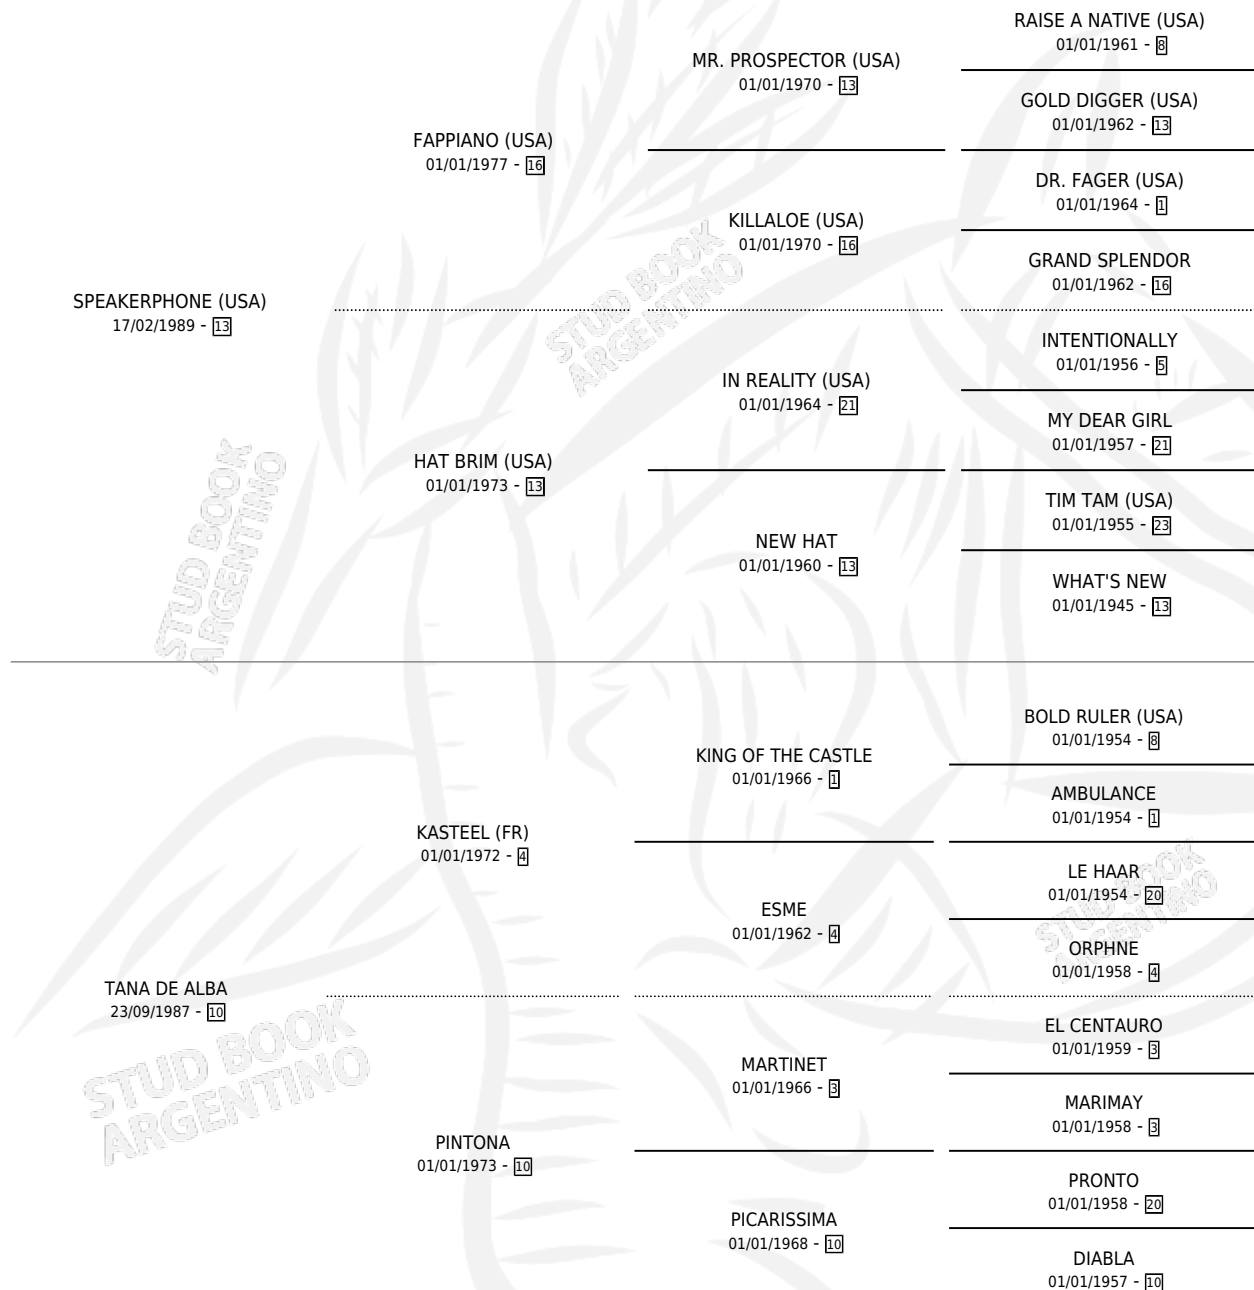 RAISE A NATIVE (USA)
01/01/1961 - 8
MR. PROSPECTOR (USA)
01/01/1970 - 13
GOLD DIGGER (USA)
01/01/1962 - 13
FAPPIANO (USA)
01/01/1977 - 16
DR. FAGER (USA)
01/01/1964 - 1
KILLALOE (USA)
01/01/1970 - 16
GRAND SPLENDOR
01/01/1962 - 16
SPEAKERPHONE (USA)
17/02/1989 - 13
INTENTIONALLY
01/01/1956 - 5
IN REALITY (USA)
01/01/1964 - 21
MY DEAR GIRL
01/01/1957 - 21
HAT BRIM (USA)
01/01/1973 - 13
TIM TAM (USA)
01/01/1955 - 23
NEW HAT
01/01/1960 - 13
WHAT'S NEW
01/01/1945 - 13
BOLD RULER (USA)
01/01/1954 - 8
KING OF THE CASTLE
01/01/1966 - 1
AMBULANCE
01/01/1954 - 1
KASTEEL (FR)
01/01/1972 - 4
LE HAAR
01/01/1954 - 20
ESME
01/01/1962 - 4
ORPHNE
01/01/1958 - 4
TANA DE ALBA
23/09/1987 - 10
EL CENTAURO
01/01/1959 - 3
MARTINET
01/01/1966 - 3
MARIMAY
01/01/1958 - 3
PINTONA
01/01/1973 - 10
PRONTO
01/01/1958 - 20
PICARISSIMA
01/01/1968 - 10
DIABLA
01/01/1957 - 10
STUD BOOK
ARGENTINO
STUD BOOK
ARGENTINO
STUD BOOK
ARGENTINO
STUD BOOK
ARGENTINO